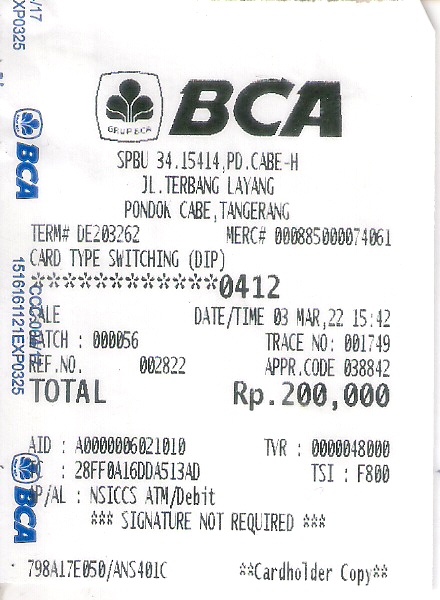 /17
EXP0325
GRUP BCA
BCA
SPBU 34.15414,PD.CABE-H
JL.TERBANG LAYANG
PONDOK CABE,TANGERANG
TERM# DE203262 MERC# 000885000074061
CARD TYPE SWITCHING (DIP)
************0412
SALE DATE/TIME 03 MAR,22 15:42
BATCH : 000056 TRACE NO: 001749
REF.NO. 002822 APPR.CODE 038842
TOTAL Rp.200,000
AID : A0000006021010 TVR : 0000048000
TC : 28FF0A16DDA513AD TSI : F800
AP/AL : NSICCS ATM/Debit
*** SIGNATURE NOT REQUIRED ***
798A17E050/ANS401C **Cardholder Copy**
BCA
1516161121EXP0325
BCA